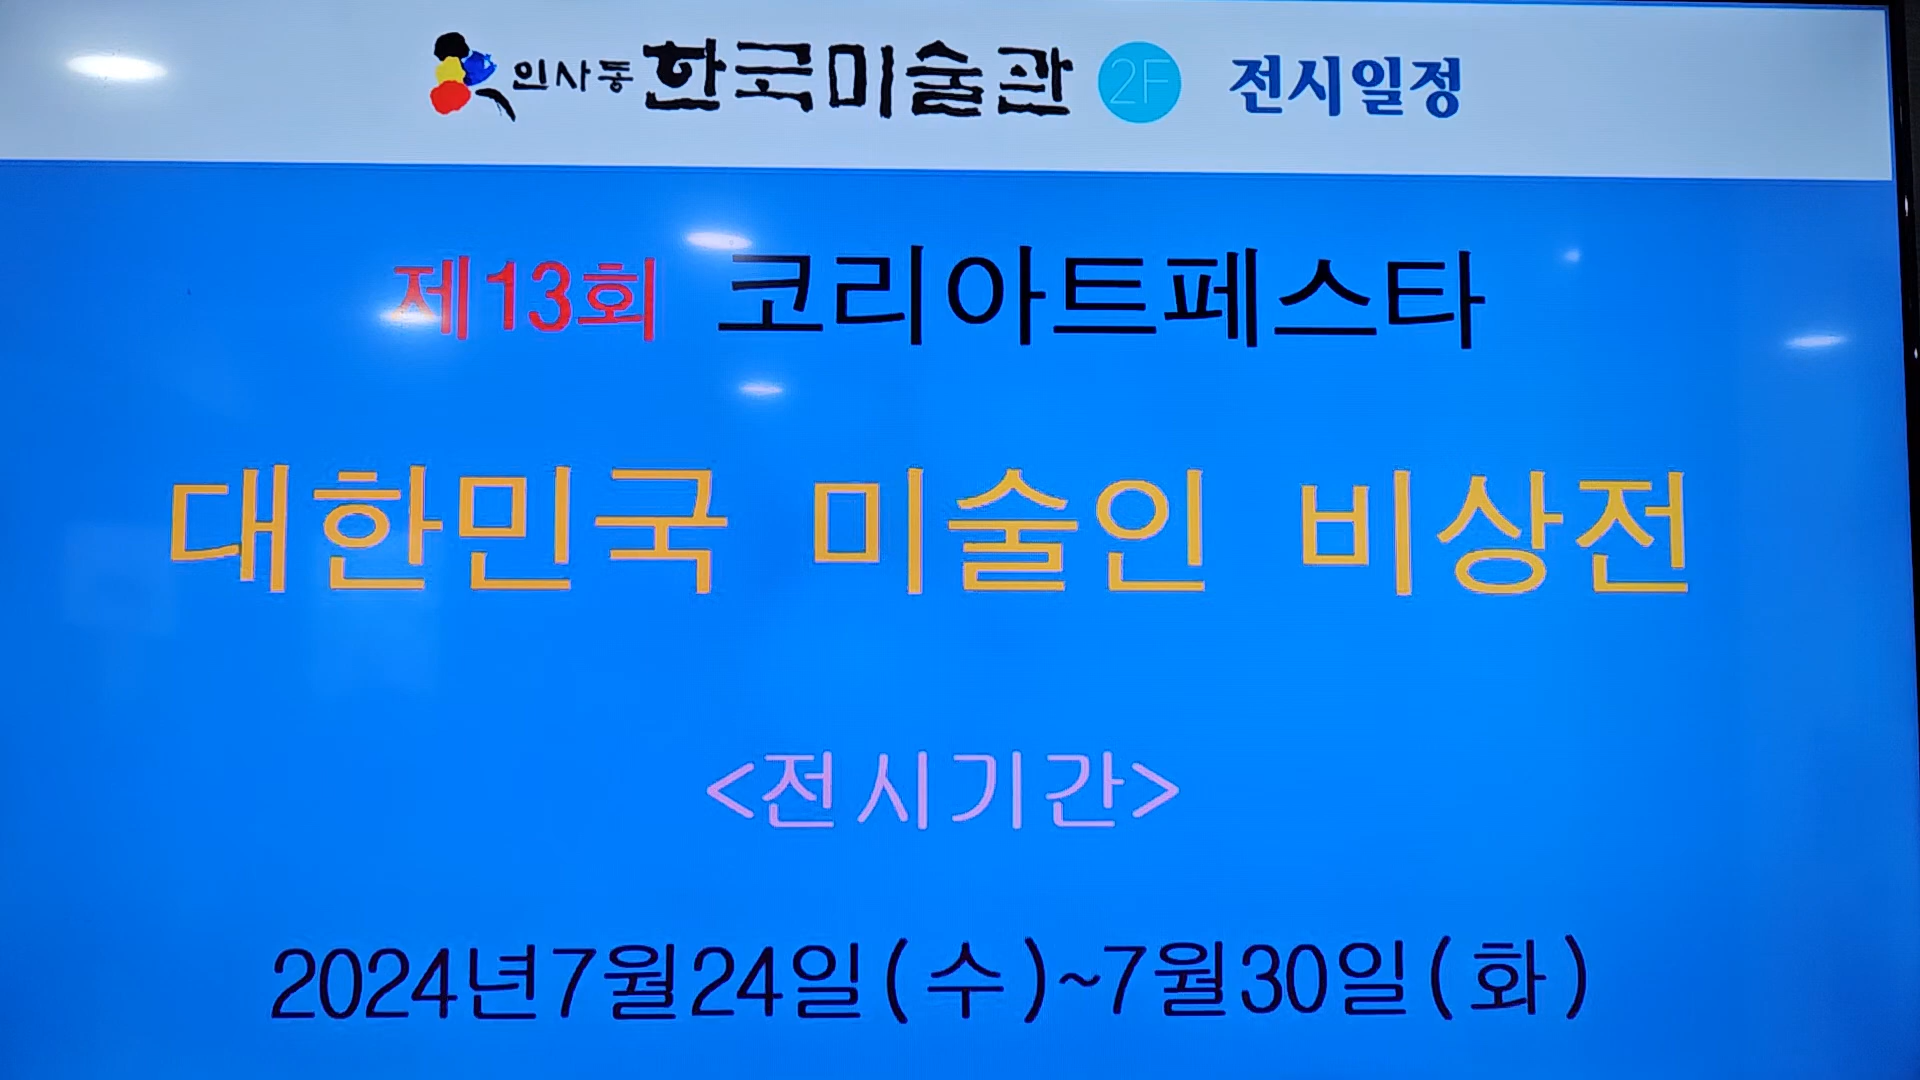 인사동 한국미술관 2F 전시일정
제13회 코리아트페스타
대한민국 미술인 비상전
<전시기간>
2024년7월24일(수)~7월30일(화)